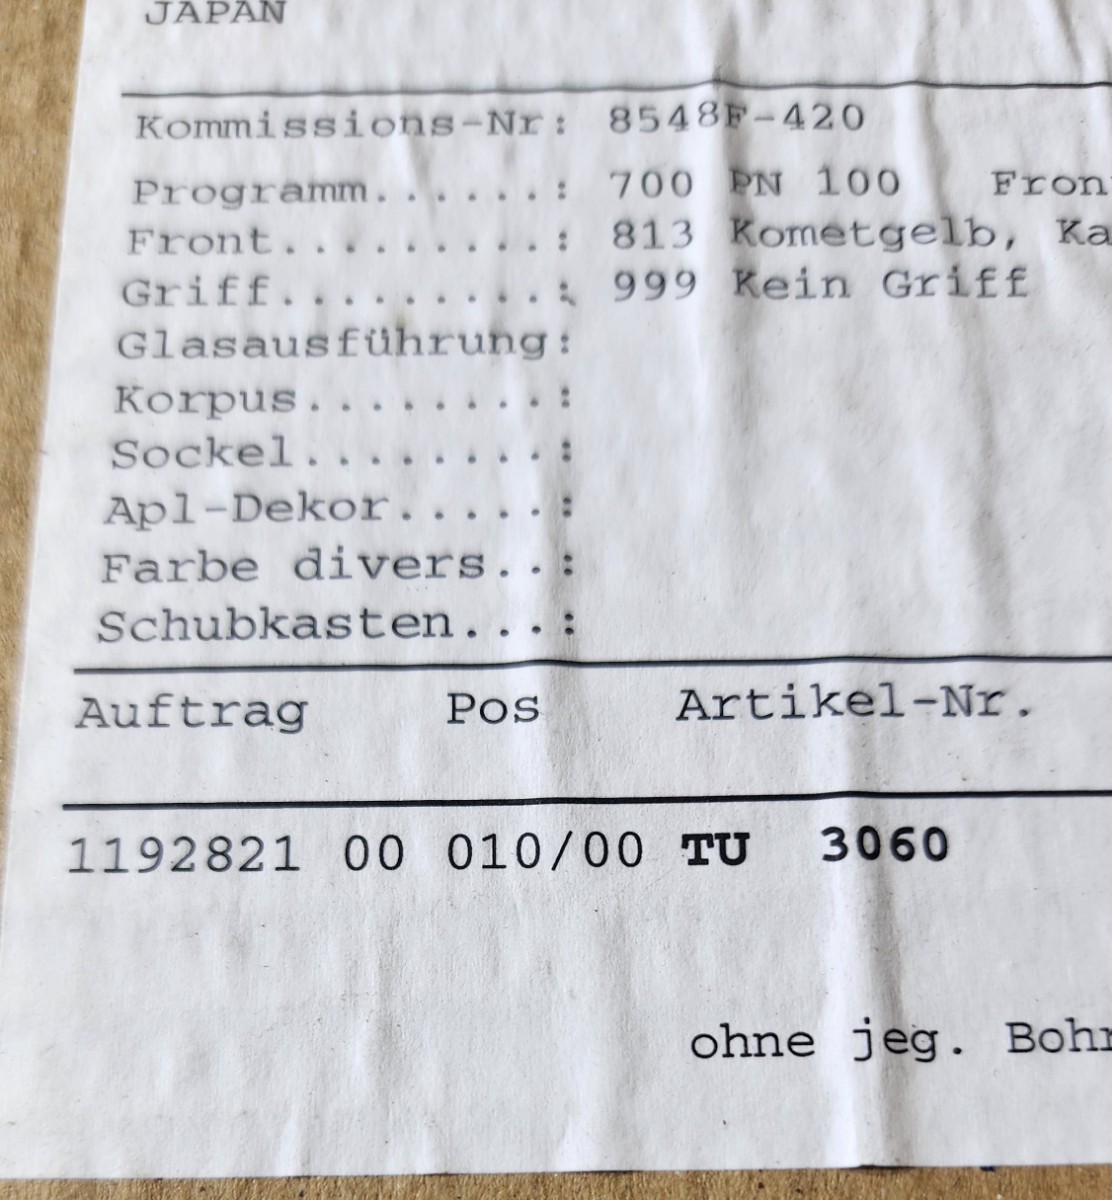 JAPAN
Kommissions-Nr: 8548F-420
Programm......: 700 PN 100 Fron
Front.........: 813 Kometgelb, Ka
Griff.........: 999 Kein Griff
Glasausführung:
Korpus........:
Sockel........:
Apl-Dekor.....:
Farbe divers..:
Schubkasten...:
Auftrag Pos Artikel-Nr.
1192821 00 010/00 TU 3060
ohne jeg. Bohr